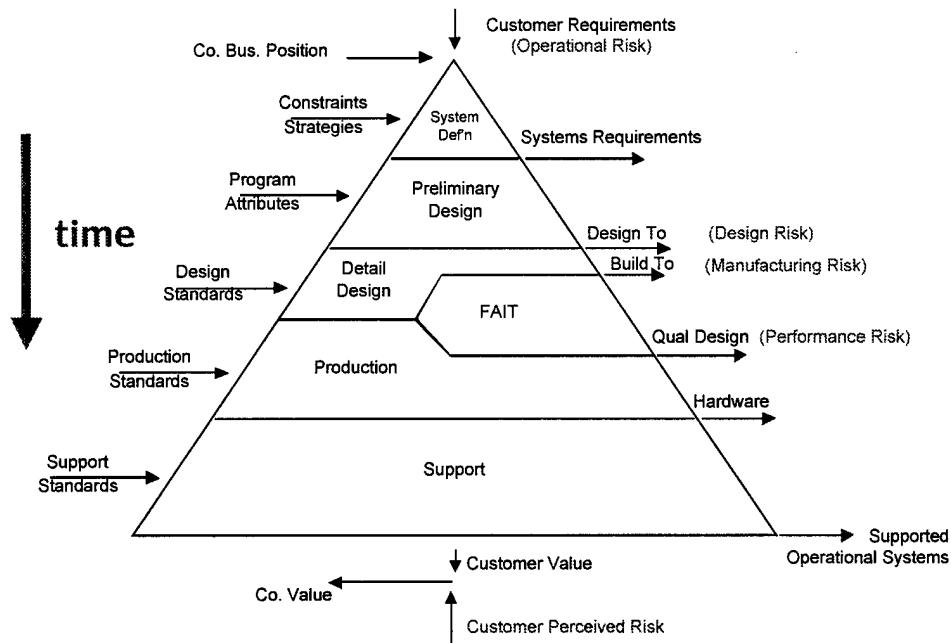 Customer Requirements
(Operational Risk)
Co. Bus. Position
Constraints
Strategies
System
Def'n
Systems Requirements
Program
Attributes
Preliminary
Design
time
Design To (Design Risk)
Build To (Manufacturing Risk)
Design
Standards
Detail
Design
FAIT
Qual Design (Performance Risk)
Production
Standards
Production
Hardware
Support
Standards
Support
Supported
Operational Systems
Customer Value
Co. Value
Customer Perceived Risk